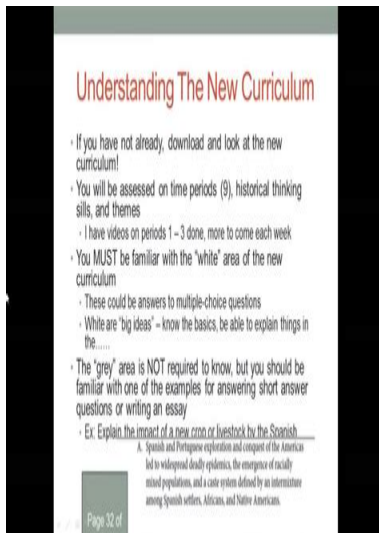 Understanding The New Curriculum
• If you have not already, download and look at the new
curriculum!
• You will be assessed on time periods (9), historical thinking
sills, and themes
• I have videos on periods 1 – 3 done, more to come each week
• You MUST be familiar with the “white” area of the new
curriculum
• These could be answers to multiple-choice questions
• White are “big ideas” – know the basics, be able to explain things in
the......
• The “grey” area is NOT required to know, but you should be
familiar with one of the examples for answering short answer
questions or writing an essay
• Ex: Explain the impact of a new crop or livestock by the Spanish
A. Spanish and Portuguese exploration and conquest of the Americas
led to widespread deadly epidemics, the emergence of racially
mixed populations, and a caste system defined by an intermixture
among Spanish settlers, Africans, and Native Americans.
Page 32 of